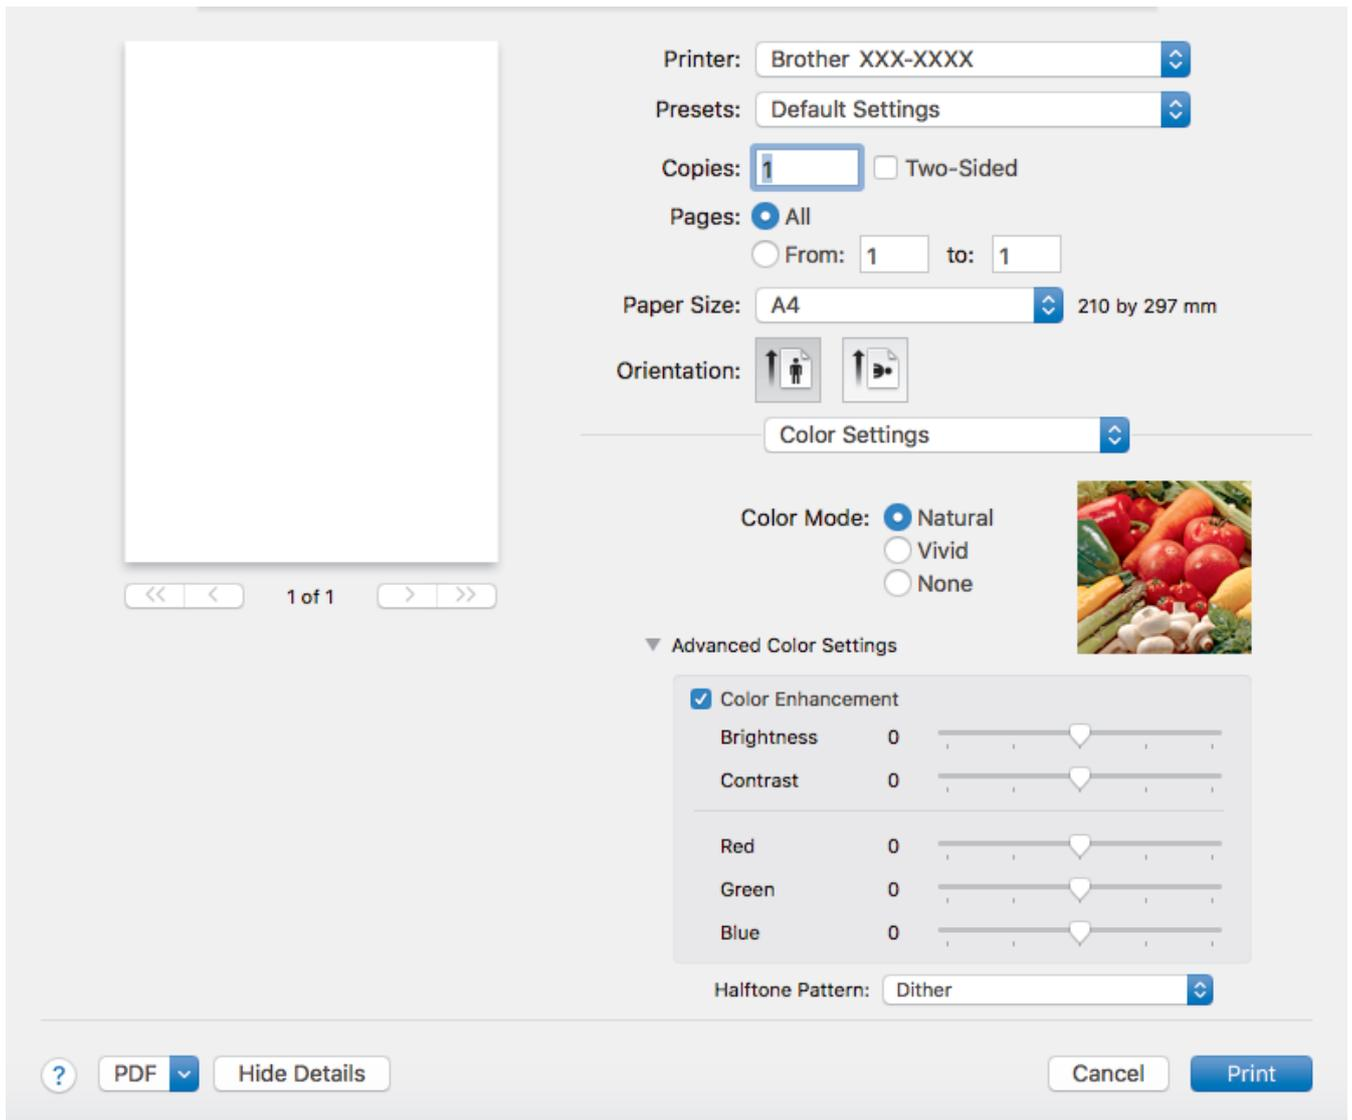 Printer: Brother XXX-XXXX
Presets: Default Settings
Copies: 1 Two-Sided
Pages: All
From: 1 to: 1
Paper Size: A4 210 by 297 mm
Orientation:
Color Settings
Color Mode: Natural
Vivid
None
1 of 1
Advanced Color Settings
Color Enhancement
Brightness 0
Contrast 0
Red 0
Green 0
Blue 0
Halftone Pattern: Dither
? PDF Hide Details Cancel Print